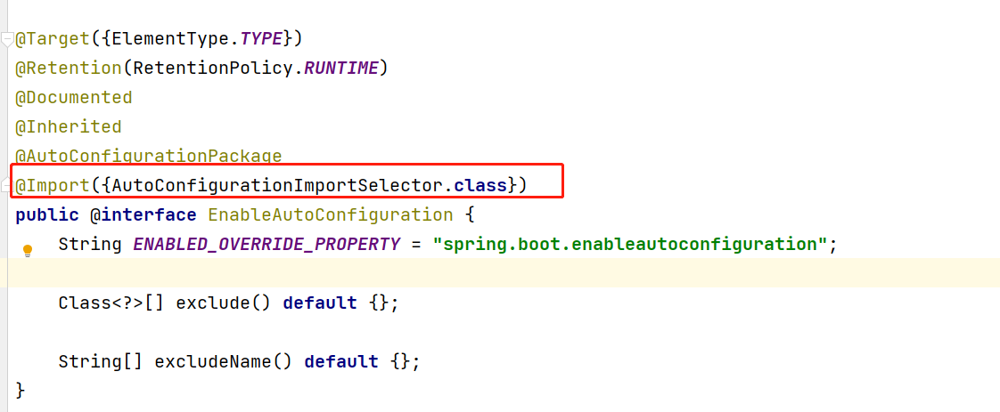 @Target({ElementType.TYPE})
@Retention(RetentionPolicy.RUNTIME)
@Documented
@Inherited
@AutoConfigurationPackage
@Import({AutoConfigurationImportSelector.class})
public @interface EnableAutoConfiguration {
    String ENABLED_OVERRIDE_PROPERTY = "spring.boot.enableautoconfiguration";
    Class<?>[] exclude() default {};
    String[] excludeName() default {};
}